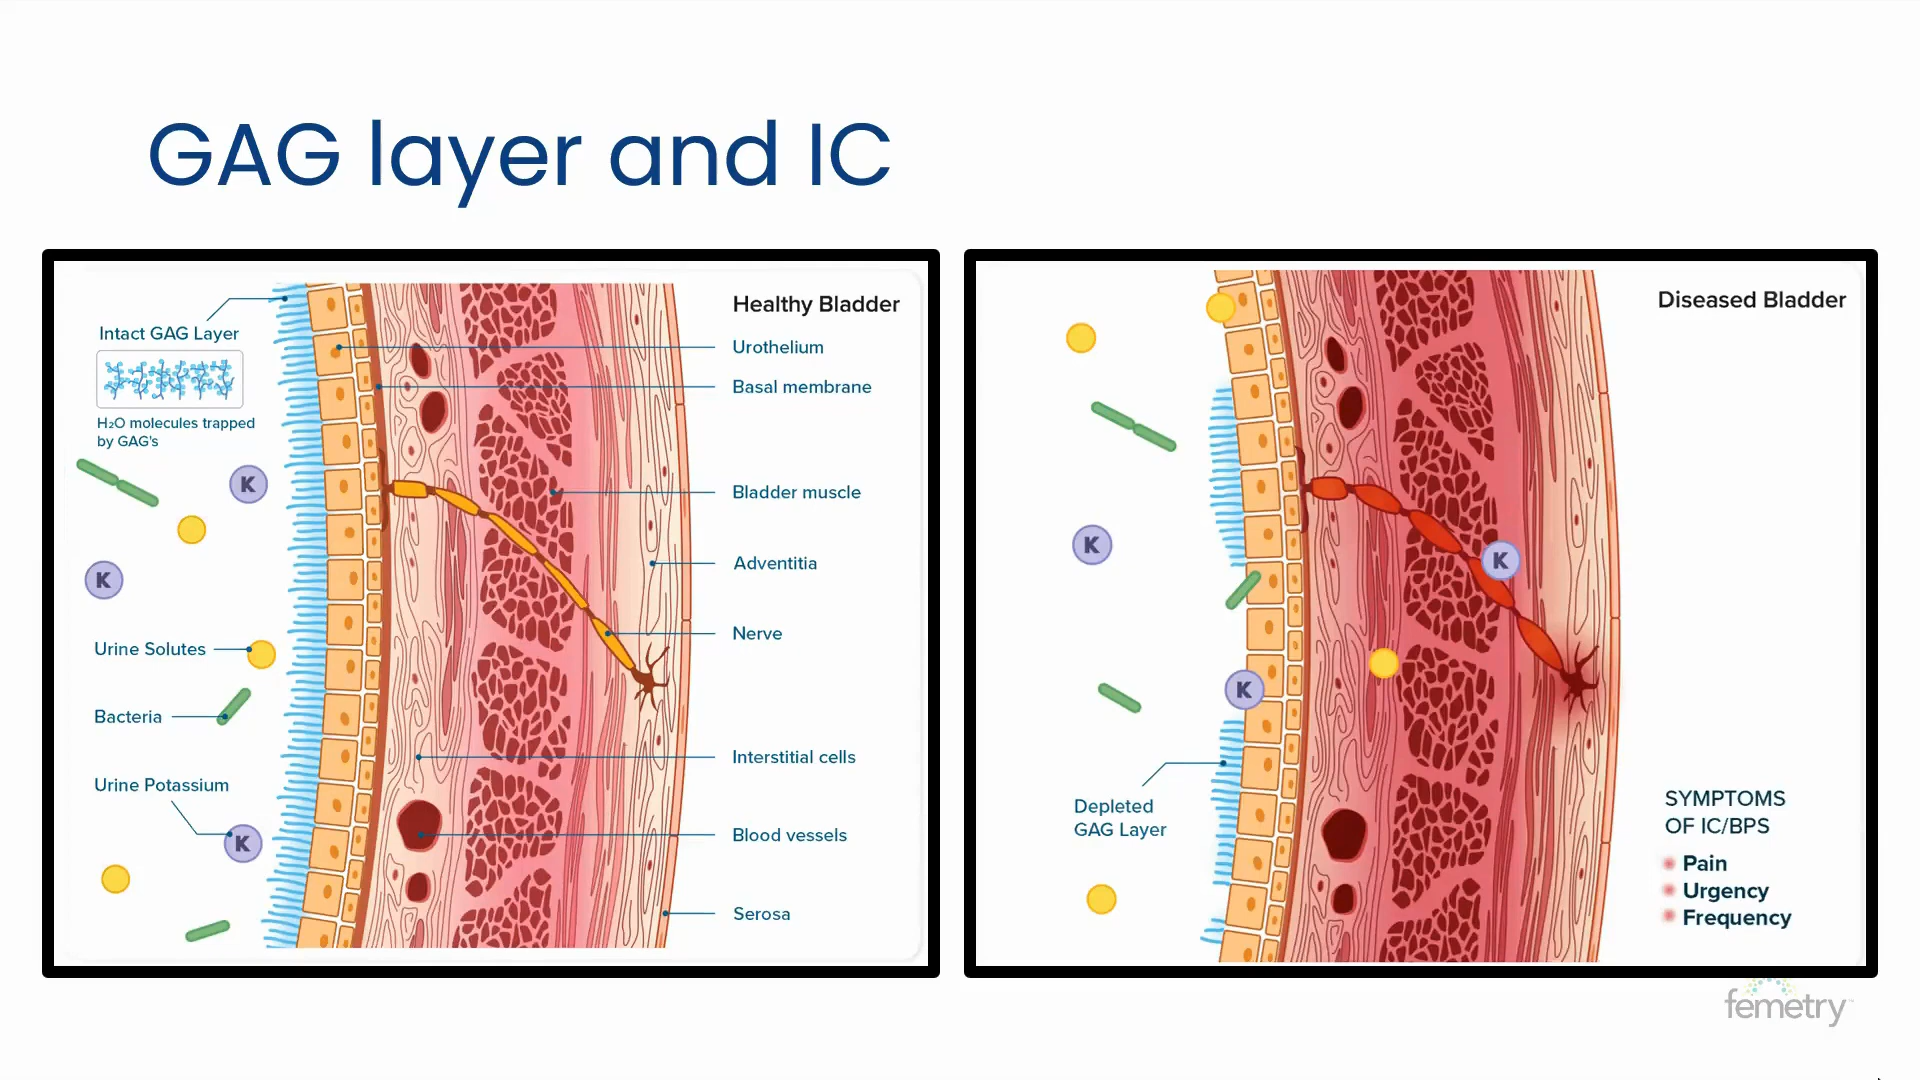 GAG layer and IC
Healthy Bladder
Intact GAG Layer
H₂O molecules trapped
by GAG's
K
K
Urine Solutes
Bacteria
Urine Potassium
K
Urothelium
Basal membrane
Bladder muscle
Adventitia
Nerve
Interstitial cells
Blood vessels
Serosa
Diseased Bladder
K
K
K
Depleted
GAG Layer
SYMPTOMS
OF IC/BPS
Pain
Urgency
Frequency
femetry™